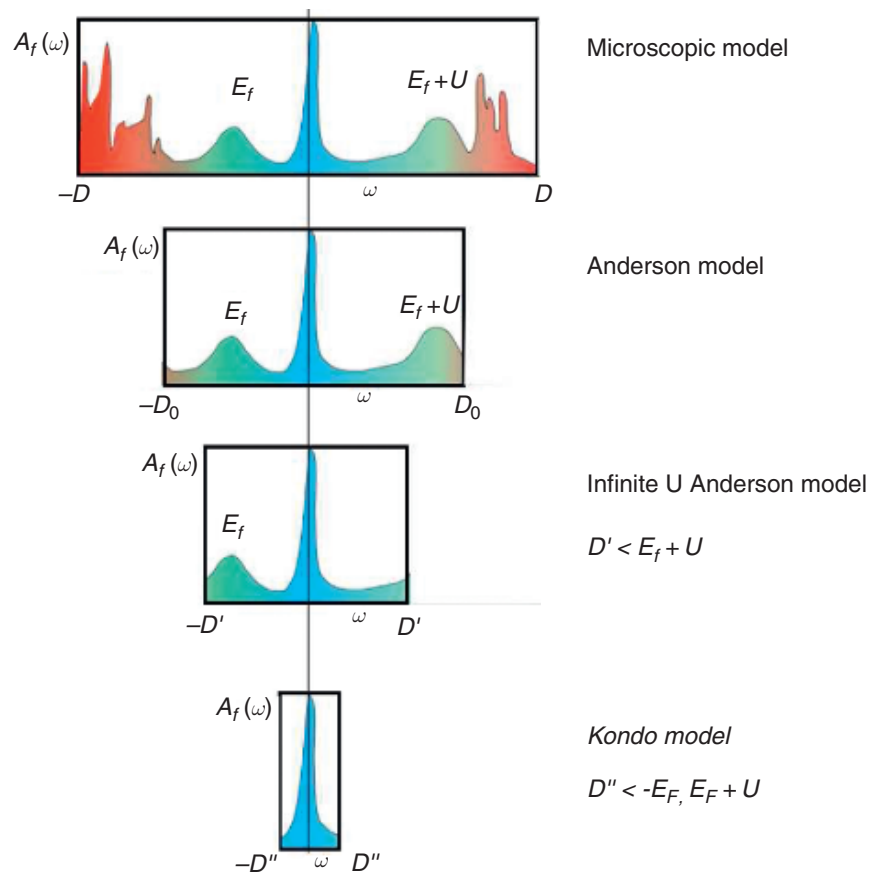 A_f (ω)
E_f
E_f + U
Microscopic model
–D
ω
D
A_f (ω)
E_f
E_f + U
Anderson model
–D_0
ω
D_0
A_f (ω)
E_f
Infinite U Anderson model
D' < E_f + U
–D'
ω
D'
A_f (ω)
Kondo model
D" < -E_F, E_F + U
–D"
ω
D"